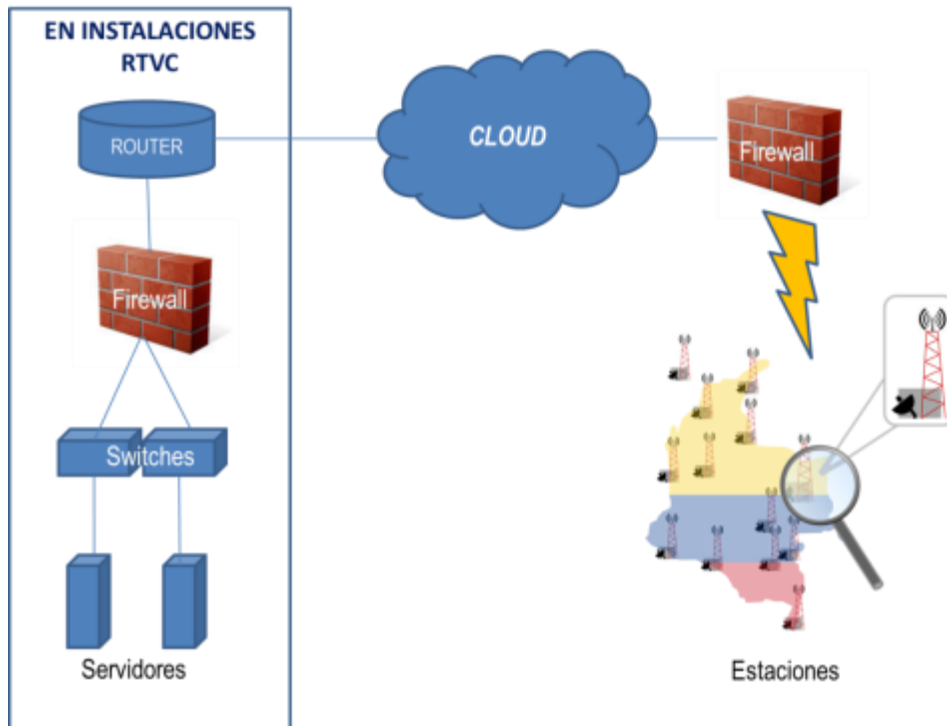 EN INSTALACIONES
RTVC
ROUTER
CLOUD
Firewall
Firewall
Switches
Servidores
Estaciones